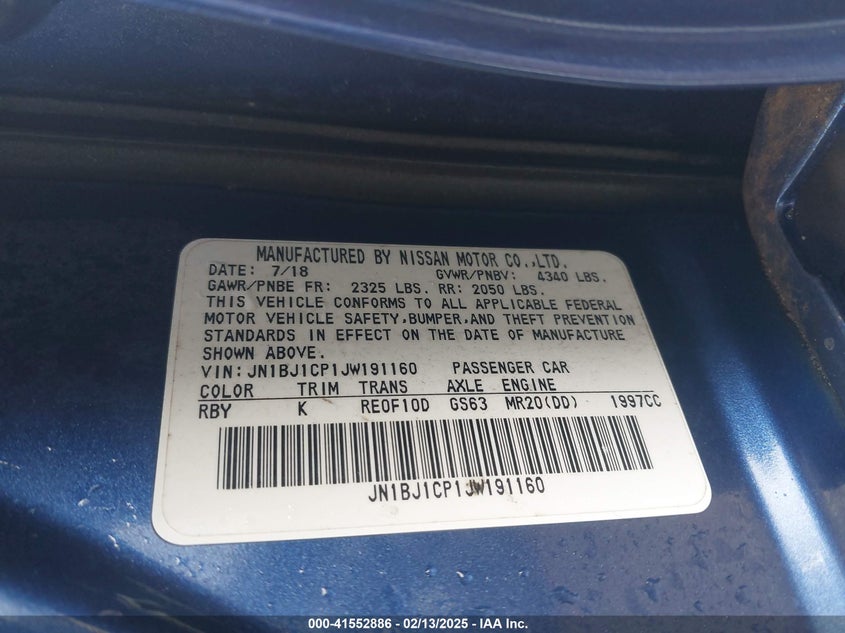 MANUFACTURED BY NISSAN MOTOR CO.,LTD.
DATE: 7/18 GVWR/PNBV: 4340 LBS.
GAWR/PNBE FR: 2325 LBS. RR: 2050 LBS.
THIS VEHICLE CONFORMS TO ALL APPLICABLE FEDERAL
MOTOR VEHICLE SAFETY,BUMPER,AND THEFT PREVENTION
STANDARDS IN EFFECT ON THE DATE OF MANUFACTURE
SHOWN ABOVE.
VIN: JN1BJ1CP1JW191160 PASSENGER CAR
COLOR TRIM TRANS AXLE ENGINE
RBY K RE0F10D GS63 MR20(DD) 1997CC
JN1BJ1CP1JW191160
000-41552886 - 02/13/2025 - IAA Inc.